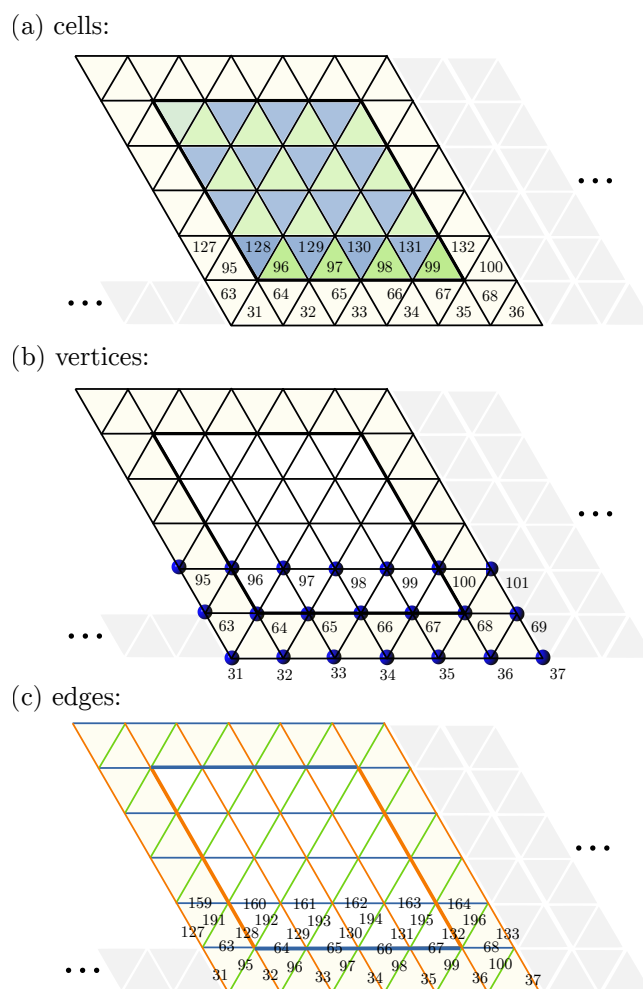 (a) cells:
127 128 129 130 131 132
95 96 97 98 99 100
...
63 64 65 66 67 68
...
31 32 33 34 35 36
(b) vertices:
...
95 96 97 98 99 100 101
63 64 65 66 67 68 69
...
31 32 33 34 35 36 37
(c) edges:
...
159 160 161 162 163 164
191 192 193 194 195 196
127 128 129 130 131 132 133
63 64 65 66 67 68
95 96 97 98 99 100
...
31 32 33 34 35 36 37